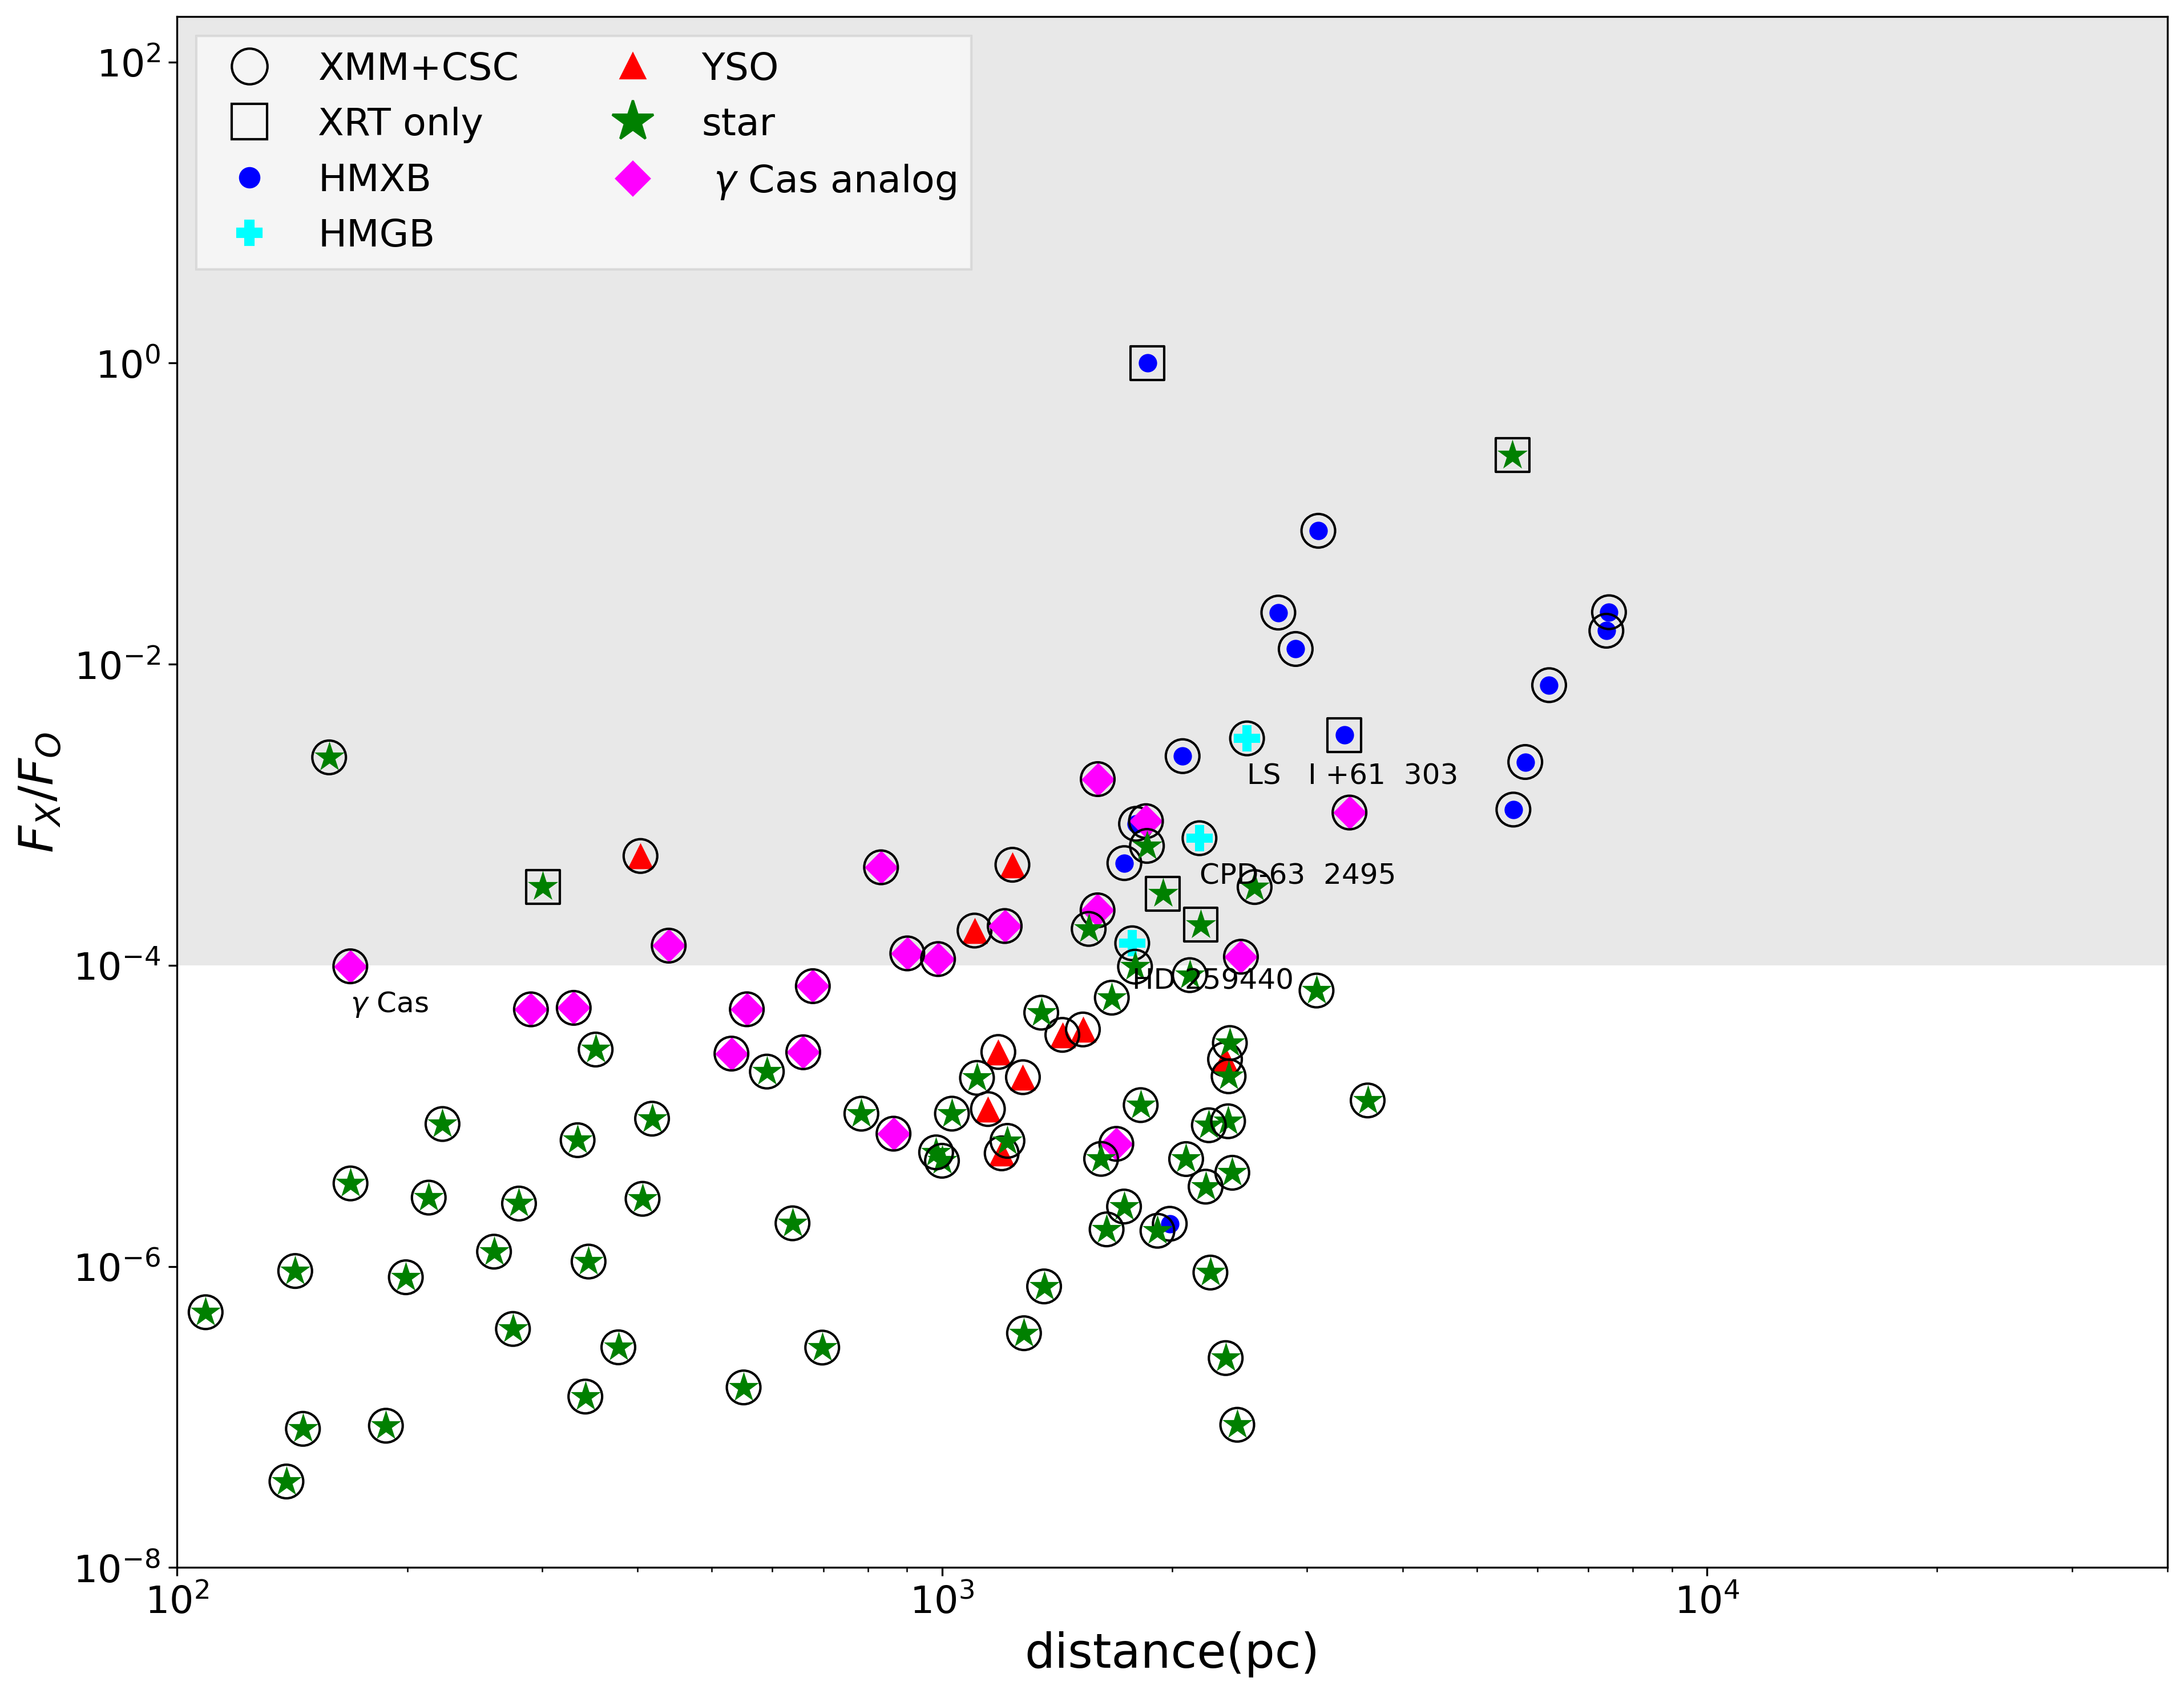 10²
10⁰
10⁻²
10⁻⁴
10⁻⁶
10⁻⁸
F_X/F_O
XMM+CSC
XRT only
HMXB
HMGB
YSO
star
γ Cas analog
LS I +61 303
CPD-63 2495
HD 259440
γ Cas
10² 10³ 10⁴
distance(pc)